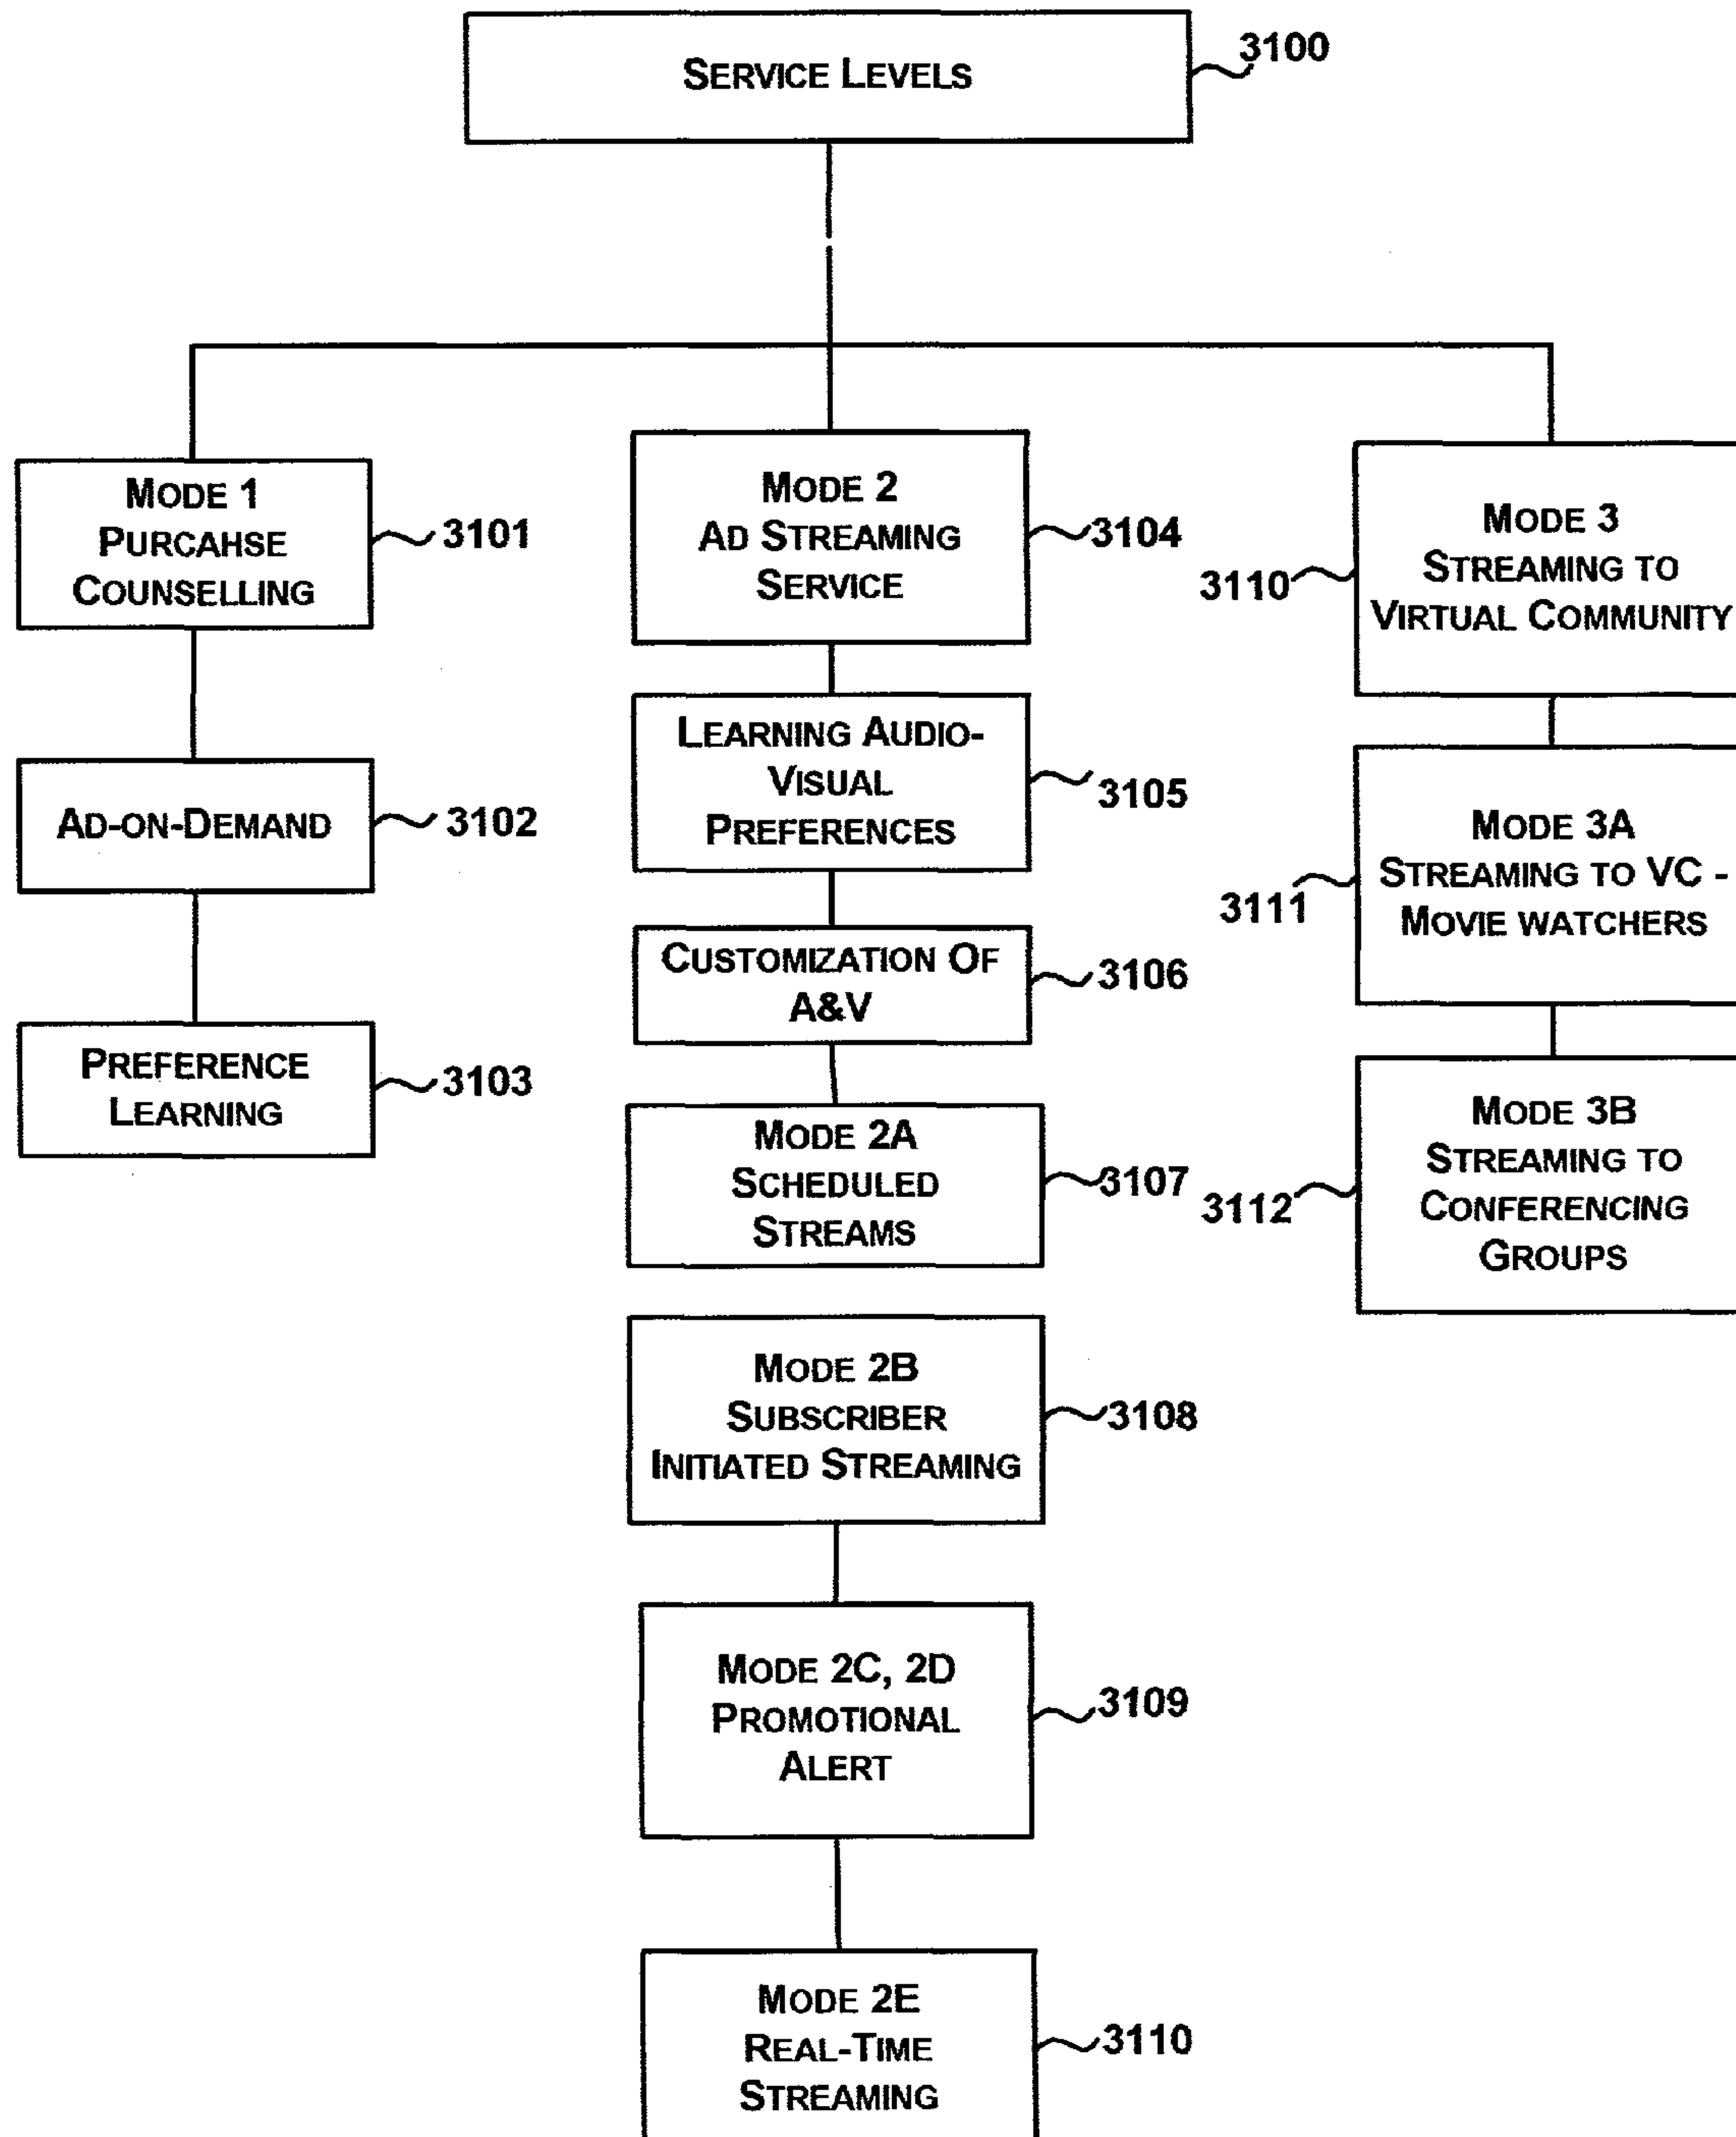 SERVICE LEVELS
3100
MODE 1
PURCAHSE
COUNSELLING
3101
AD-ON-DEMAND
3102
PREFERENCE
LEARNING
3103
MODE 2
AD STREAMING
SERVICE
3104
LEARNING AUDIO-
VISUAL
PREFERENCES
3105
CUSTOMIZATION OF
A&V
3106
MODE 2A
SCHEDULED
STREAMS
3107
MODE 2B
SUBSCRIBER
INITIATED STREAMING
3108
MODE 2C, 2D
PROMOTIONAL
ALERT
3109
MODE 2E
REAL-TIME
STREAMING
3110
MODE 3
STREAMING TO
VIRTUAL COMMUNITY
3110
MODE 3A
STREAMING TO VC -
MOVIE WATCHERS
3111
MODE 3B
STREAMING TO
CONFERENCING
GROUPS
3112